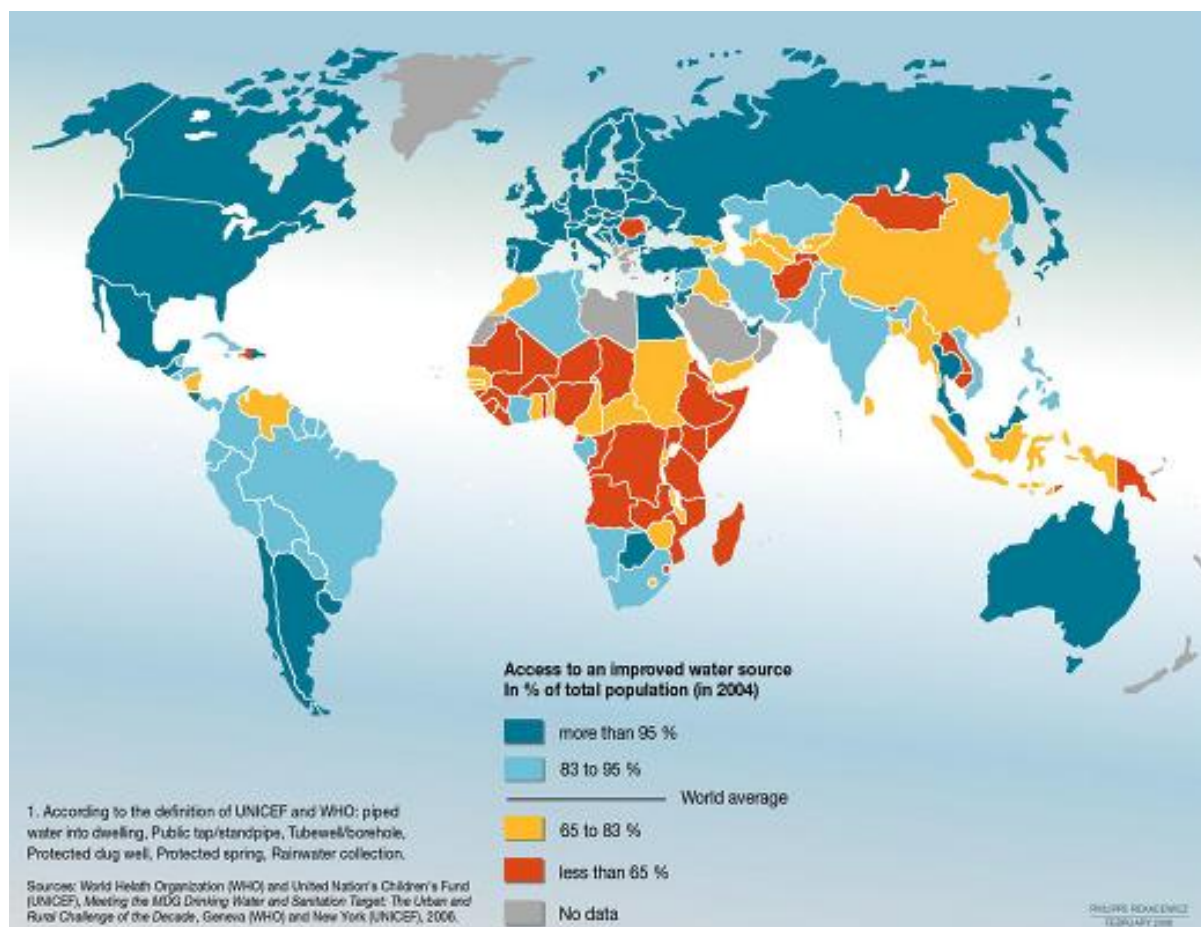 Access to an improved water source
In % of total population (in 2004)
more than 95 %
83 to 95 %
World average
65 to 83 %
less than 65 %
No data
1. According to the definition of UNICEF and WHO: piped
water into dwelling, Public tap/standpipe, Tubewell/borehole,
Protected dug well, Protected spring, Rainwater collection.
Sources: World Helath Organization (WHO) and United Nation's Children's Fund
(UNICEF), Meeting the MDG Drinking Water and Sanitation Target: The Urban and
Rural Challenge of the Decade, Geneva (WHO) and New York (UNICEF), 2006.
PHILIPPE REKACEWICZ
FEBRUARY